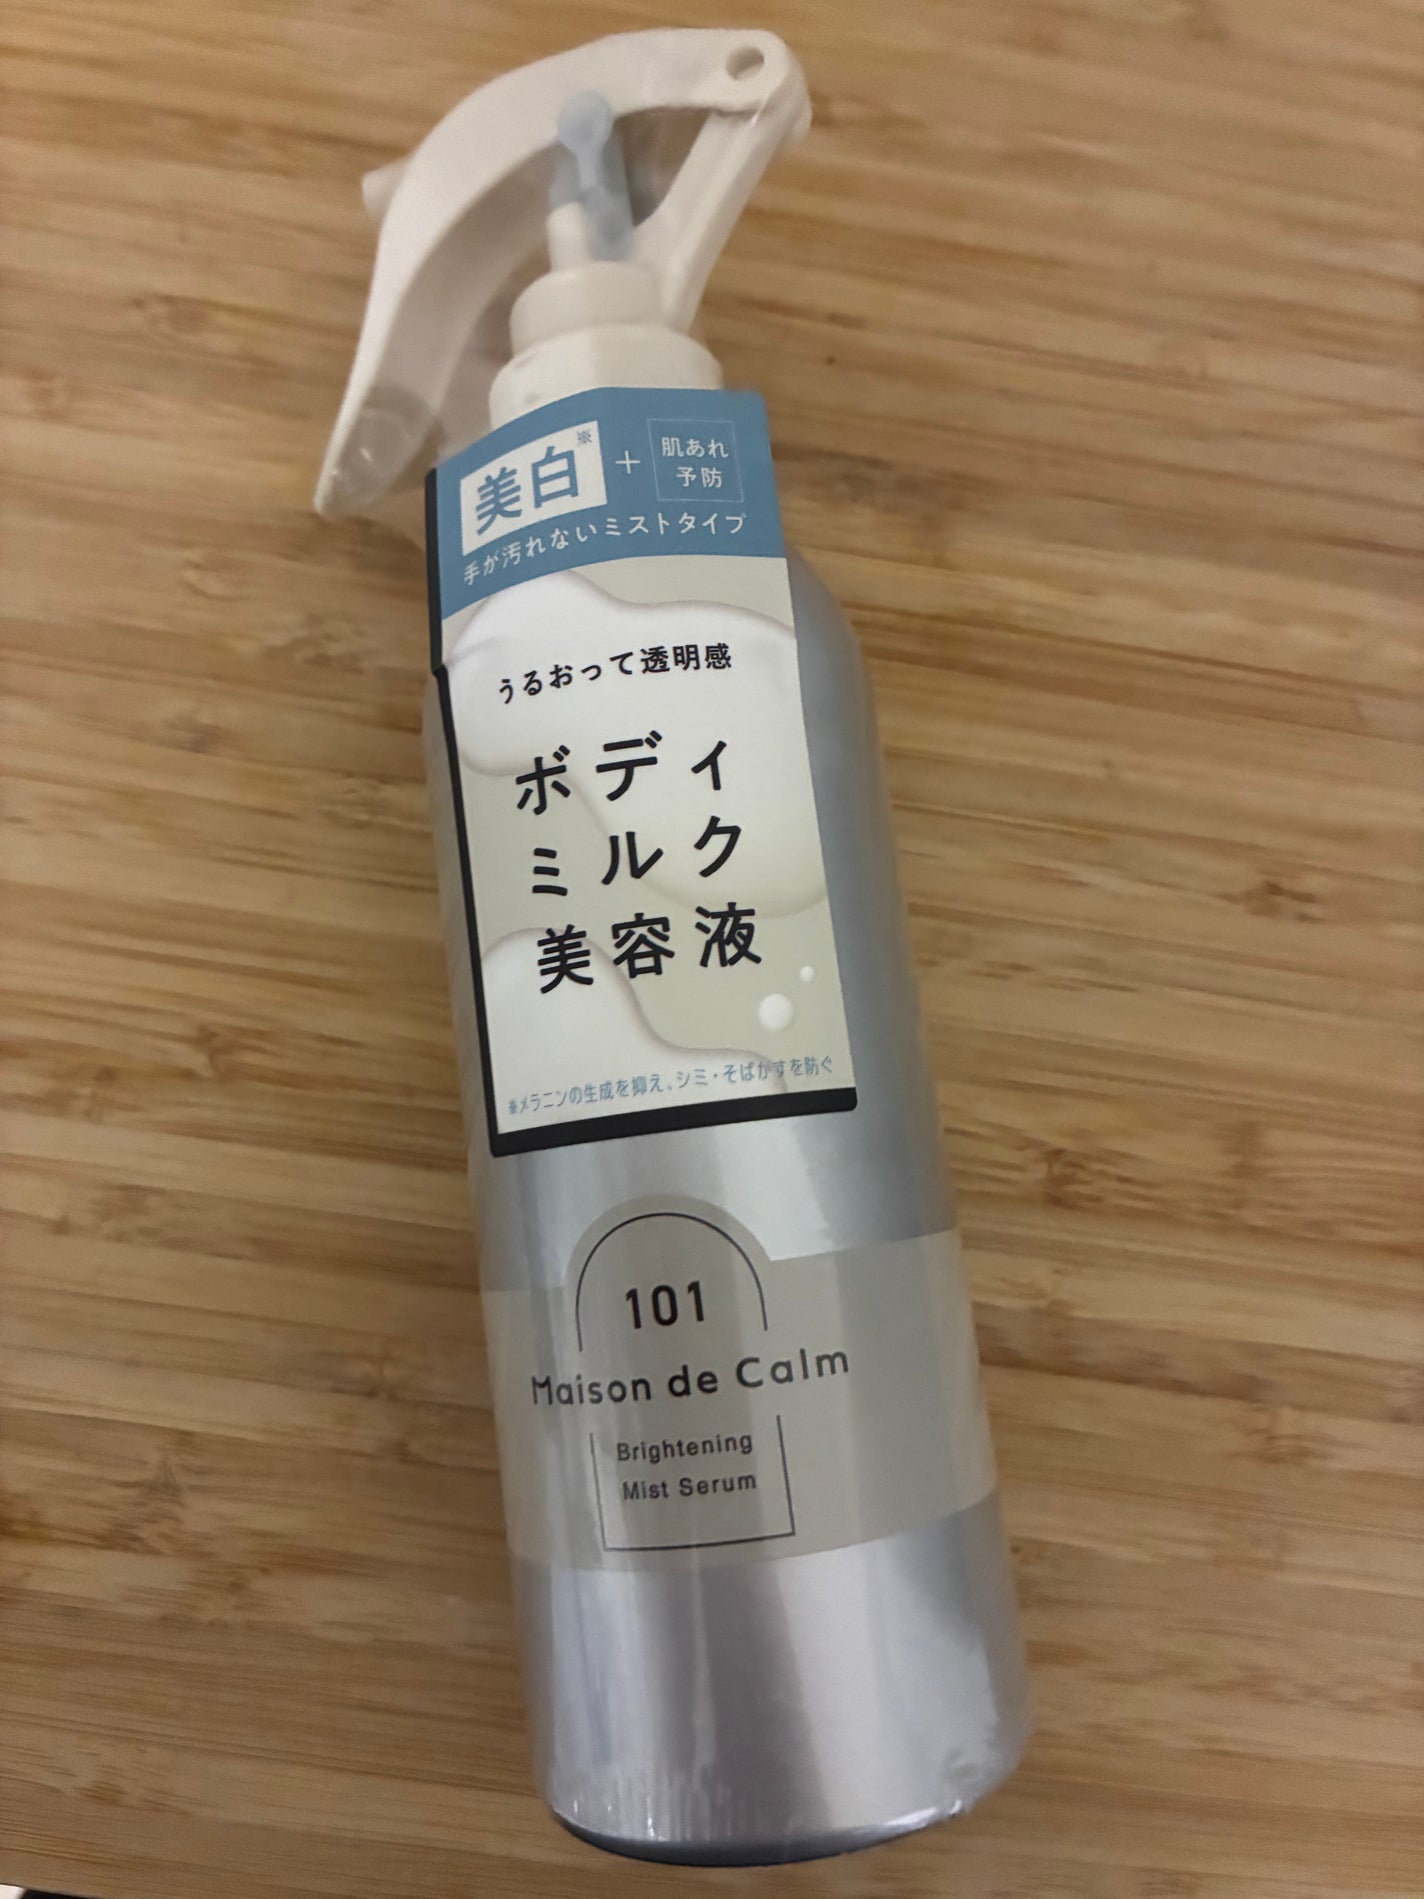 美白※
+
肌あれ
予防
手が汚れないミストタイプ
うるおって透明感
ボディ
ミルク
美容液
※メラニンの生成を抑え、シミ・そばかすを防ぐ
101
Maison de Calm
Brightening
Mist Serum